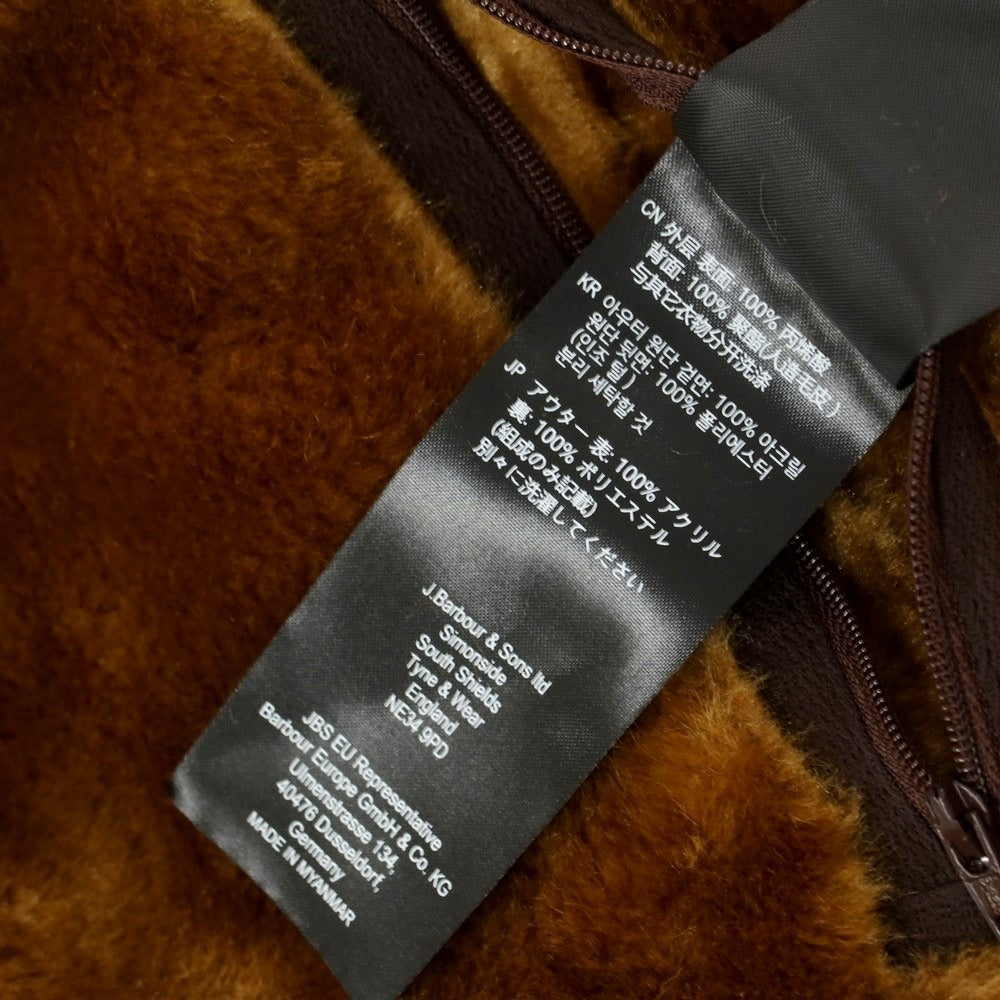 CN 外层 表面: 100% 丙烯酸
背面: 100% 聚酯(人造毛皮)
与其它衣物分开洗涤
KR 아우터 원단 겉면: 100% 아크릴
원단 뒷면: 100% 폴리에스터
(인조 털)
분리 세탁할 것
JP アウター 表: 100% アクリル
裏: 100% ポリエステル
(組成のみ記載)
別々に洗濯してください
J.Barbour & Sons ltd
Simonside
South Shields
Tyne & Wear
England
NE34 9PD
JBS EU Representative
Barbour Europe GmbH & Co. KG
Ulmenstrasse 134,
40476 Dusseldorf,
Germany
MADE IN MYANMAR